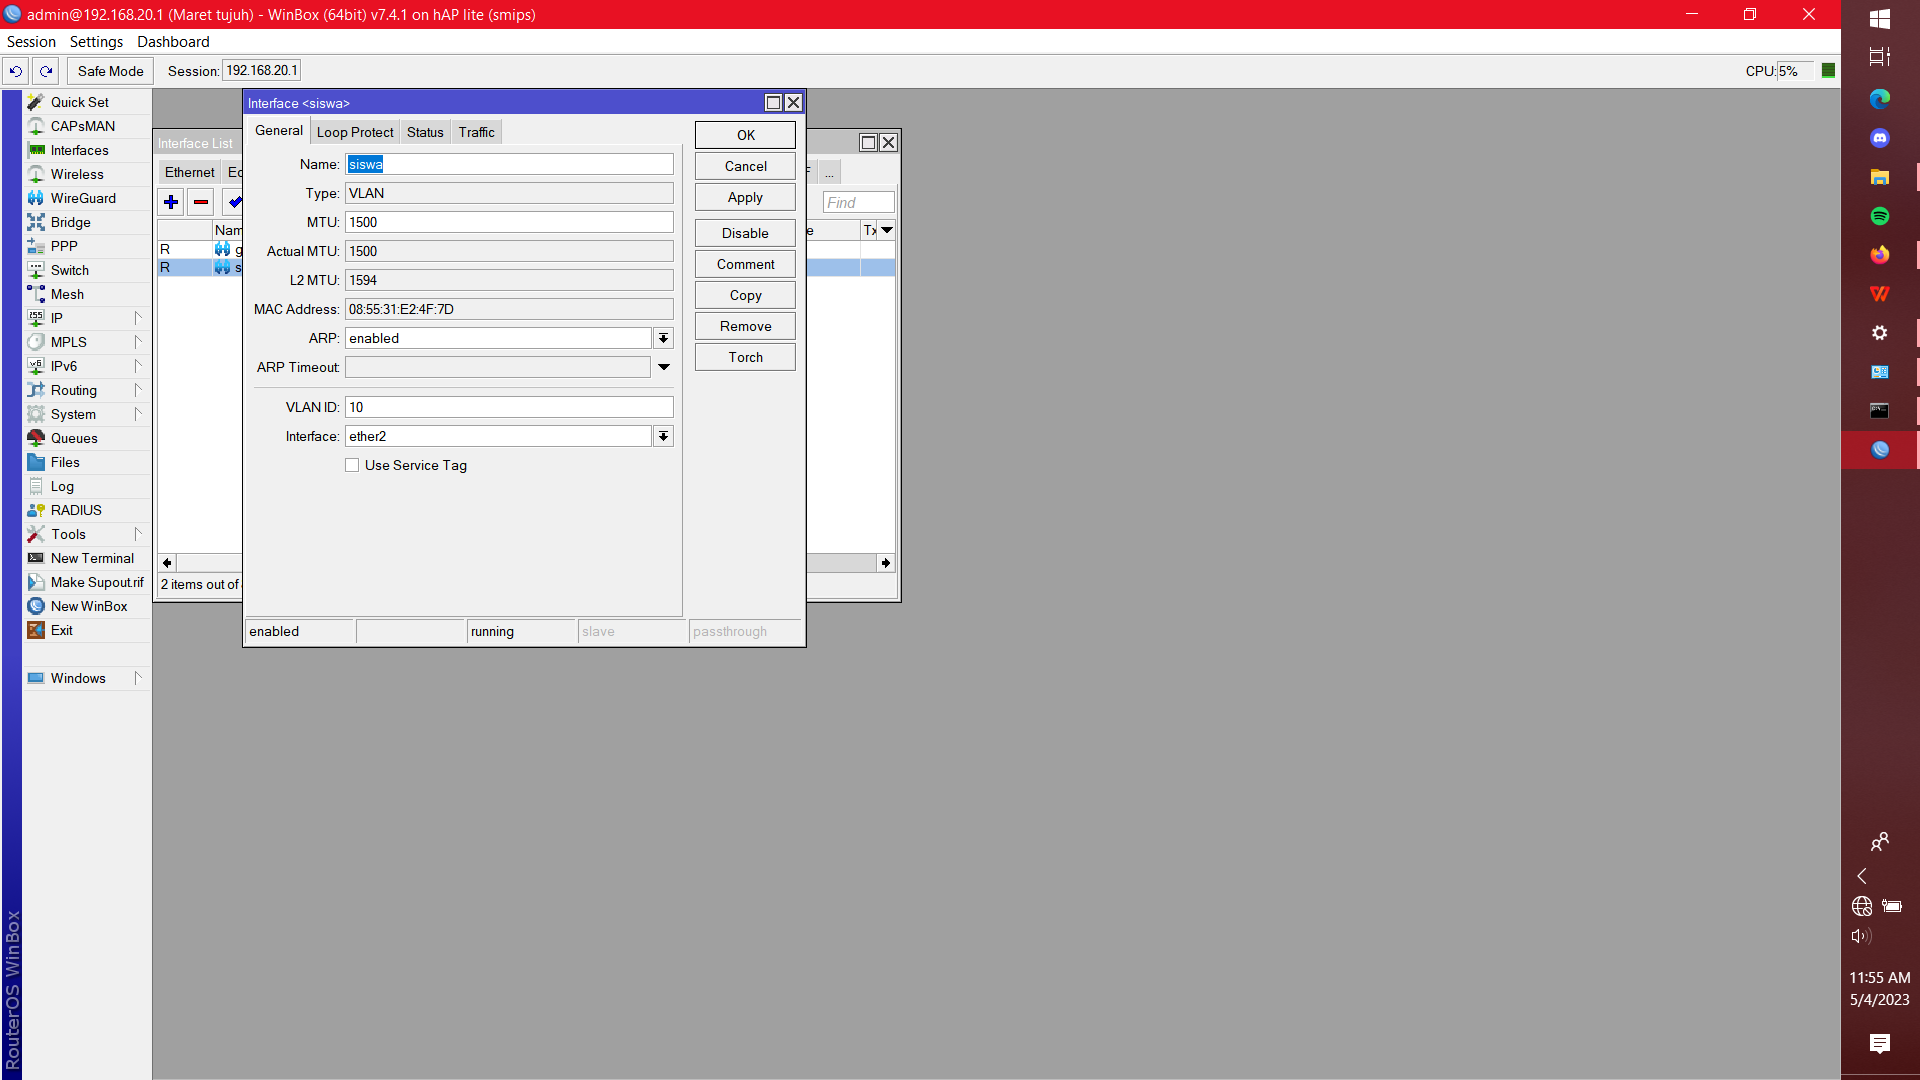 admin@192.168.20.1 (Maret tujuh) - WinBox (64bit) v7.4.1 on hAP lite (smips)
Session Settings Dashboard
Safe Mode Session: 192.168.20.1 CPU: 5%
Quick Set
CAPsMAN
Interfaces
Wireless
WireGuard
Bridge
PPP
Switch
Mesh
IP
MPLS
IPv6
Routing
System
Queues
Files
Log
RADIUS
Tools
New Terminal
Make Supout.rif
New WinBox
Exit
Windows
RouterOS WinBox
Interface List
Ethernet
...
Find
R
R
2 items out of
Interface <siswa>
General Loop Protect Status Traffic
Name: siswa
Type: VLAN
MTU: 1500
Actual MTU: 1500
L2 MTU: 1594
MAC Address: 08:55:31:E2:4F:7D
ARP: enabled
ARP Timeout:
VLAN ID: 10
Interface: ether2
Use Service Tag
OK
Cancel
Apply
Disable
Comment
Copy
Remove
Torch
enabled running slave passthrough
11:55 AM
5/4/2023